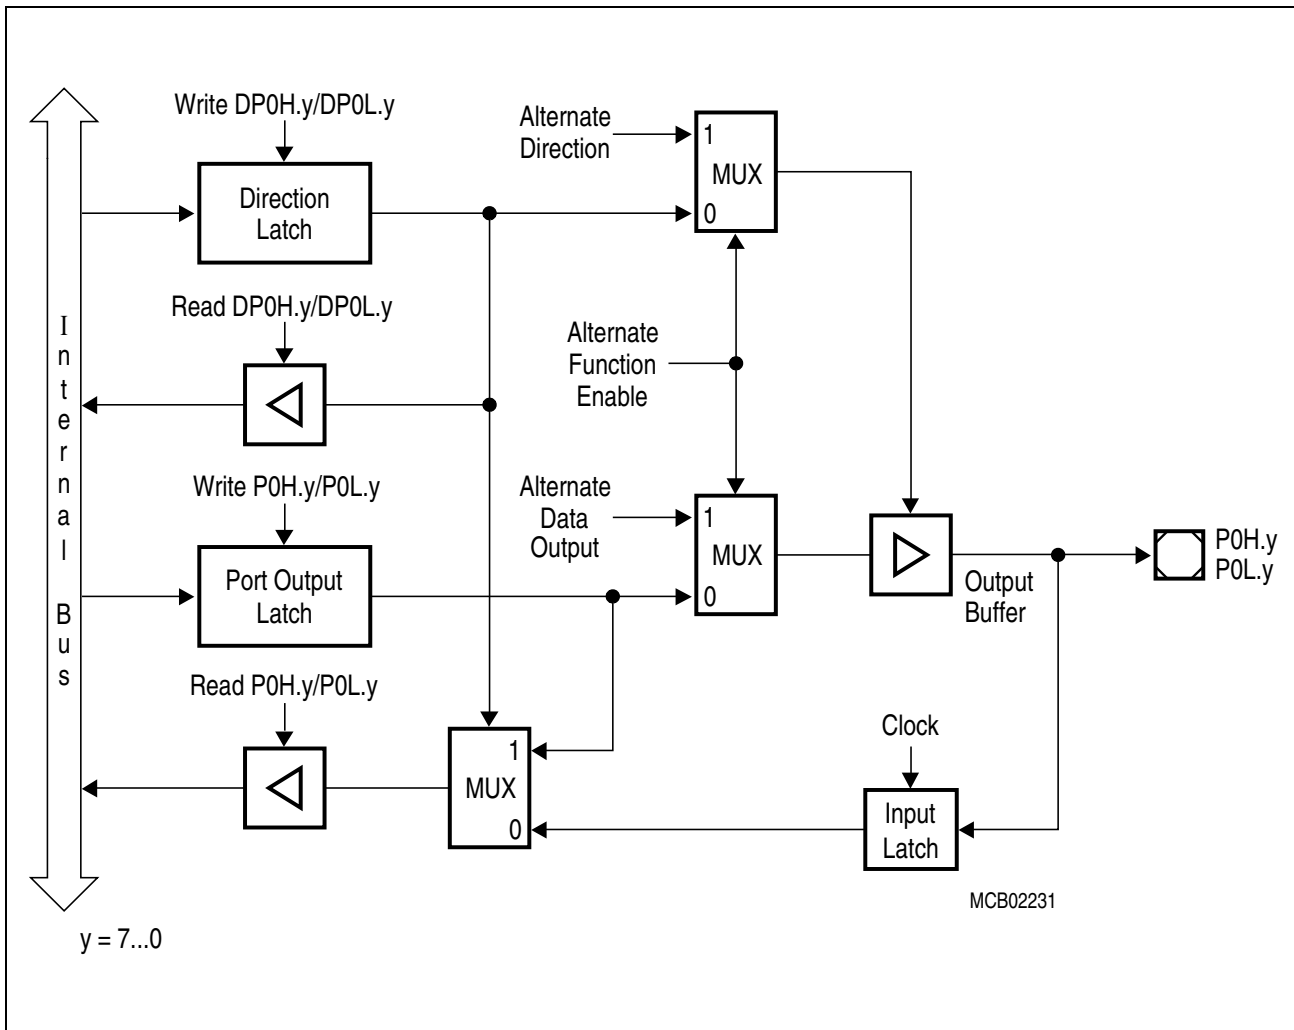 Write DP0H.y/DP0L.y
Alternate
Direction
1
MUX
0
Direction
Latch
Read DP0H.y/DP0L.y
Internal Bus
Alternate
Function
Enable
Write P0H.y/P0L.y
Alternate
Data
Output
1
MUX
0
Port Output
Latch
Output
Buffer
P0H.y
P0L.y
Read P0H.y/P0L.y
1
MUX
0
Clock
Input
Latch
MCB02231
y = 7...0